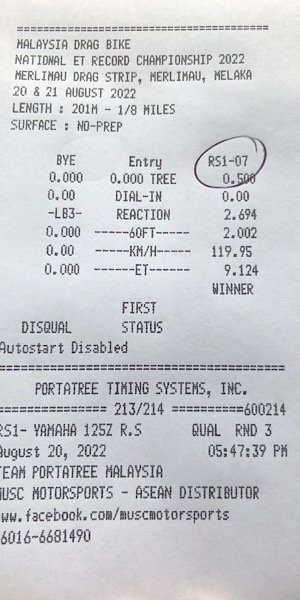 ========================================
MALAYSIA DRAG BIKE
NATIONAL ET RECORD CHAMPIONSHIP 2022
MERLIMAU DRAG STRIP, MERLIMAU, MELAKA
20 & 21 AUGUST 2022
LENGTH : 201M - 1/8 MILES
SURFACE : NO-PREP
BYE Entry RS1-07
0.000 0.000 TREE 0.500
0.00 DIAL-IN 0.00
-LB3- REACTION 2.694
0.000 ------60FT----- 2.002
0.00 ------KM/H----- 119.95
0.000 -------ET------ 9.124
WINNER
FIRST
DISQUAL STATUS
Autostart Disabled
========================================
PORTATREE TIMING SYSTEMS, INC.
=============== 213/214 ==========600214
RS1- YAMAHA 125Z R.S QUAL RND 3
August 20, 2022 05:47:39 PM
TEAM PORTATREE MALAYSIA
MUSC MOTORSPORTS - ASEAN DISTRIBUTOR
www.facebook.com/muscmotorsports
6016-6681490